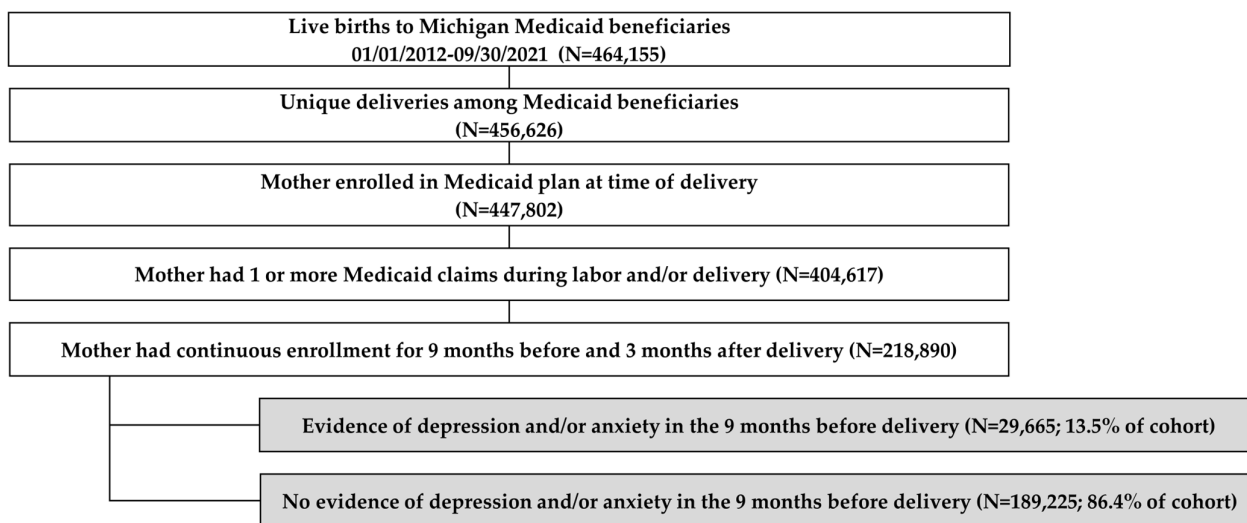 Live births to Michigan Medicaid beneficiaries
01/01/2012-09/30/2021 (N=464,155)
Unique deliveries among Medicaid beneficiaries
(N=456,626)
Mother enrolled in Medicaid plan at time of delivery
(N=447,802)
Mother had 1 or more Medicaid claims during labor and/or delivery (N=404,617)
Mother had continuous enrollment for 9 months before and 3 months after delivery (N=218,890)
Evidence of depression and/or anxiety in the 9 months before delivery (N=29,665; 13.5% of cohort)
No evidence of depression and/or anxiety in the 9 months before delivery (N=189,225; 86.4% of cohort)